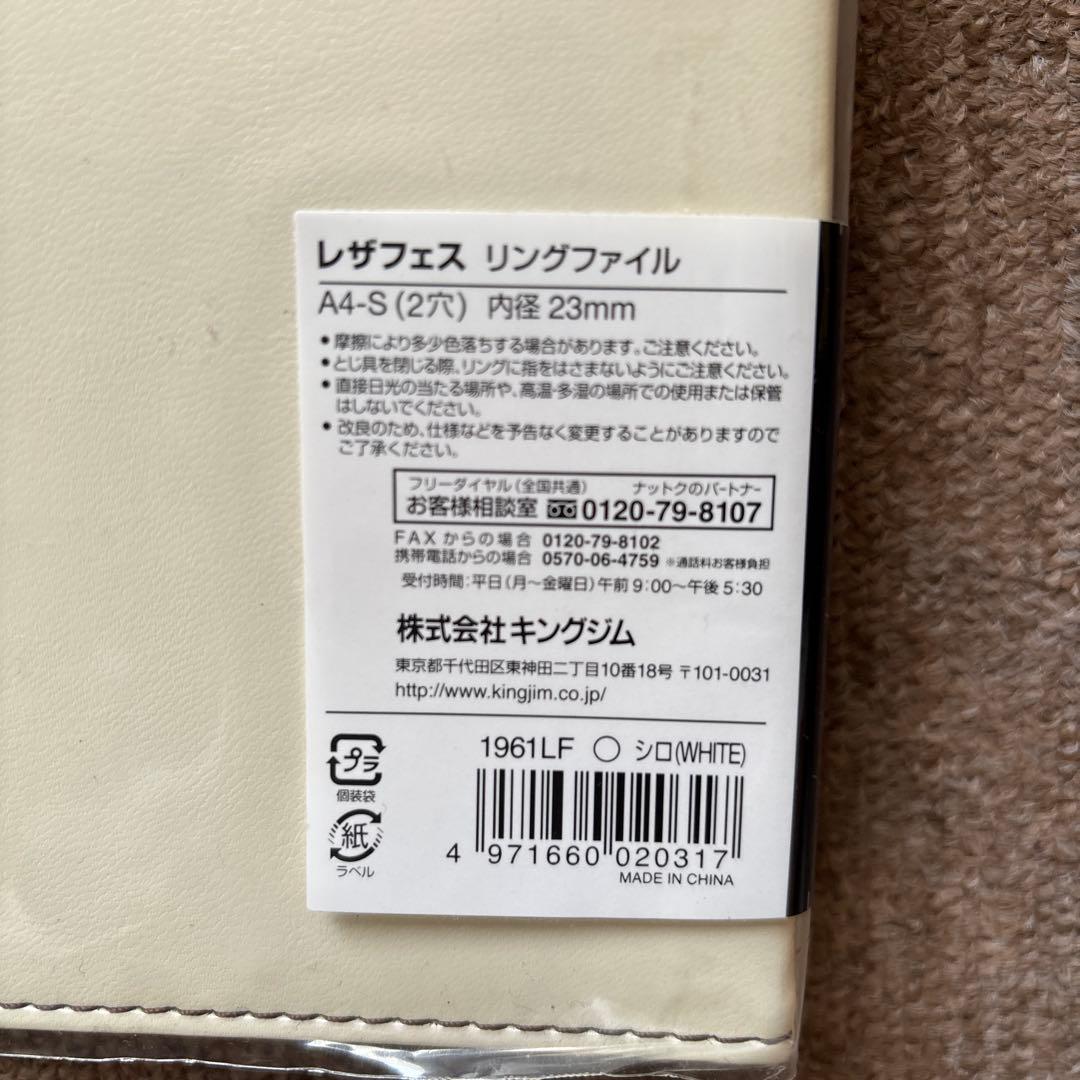 レザフェス リングファイル
A4-S(2穴) 内径 23mm
•摩擦により多少色落ちする場合があります。ご注意ください。
•とじ具を閉じる際、リングに指をはさまないようにご注意ください。
•直接日光の当たる場所や、高温・多湿の場所での使用または保管
はしないでください。
•改良のため、仕様などを予告なく変更することがありますので
ご了承ください。
フリーダイヤル(全国共通) ナットクのパートナー
お客様相談室 0120-79-8107
FAXからの場合 0120-79-8102
携帯電話からの場合 0570-06-4759 ※通話料お客様負担
受付時間:平日(月〜金曜日)午前9:00〜午後5:30
株式会社キングジム
東京都千代田区東神田二丁目10番18号 〒101-0031
http://www.kingjim.co.jp/
1961LF ○ シロ(WHITE)
プラ
個装袋
紙
ラベル
4 971660 020317
MADE IN CHINA